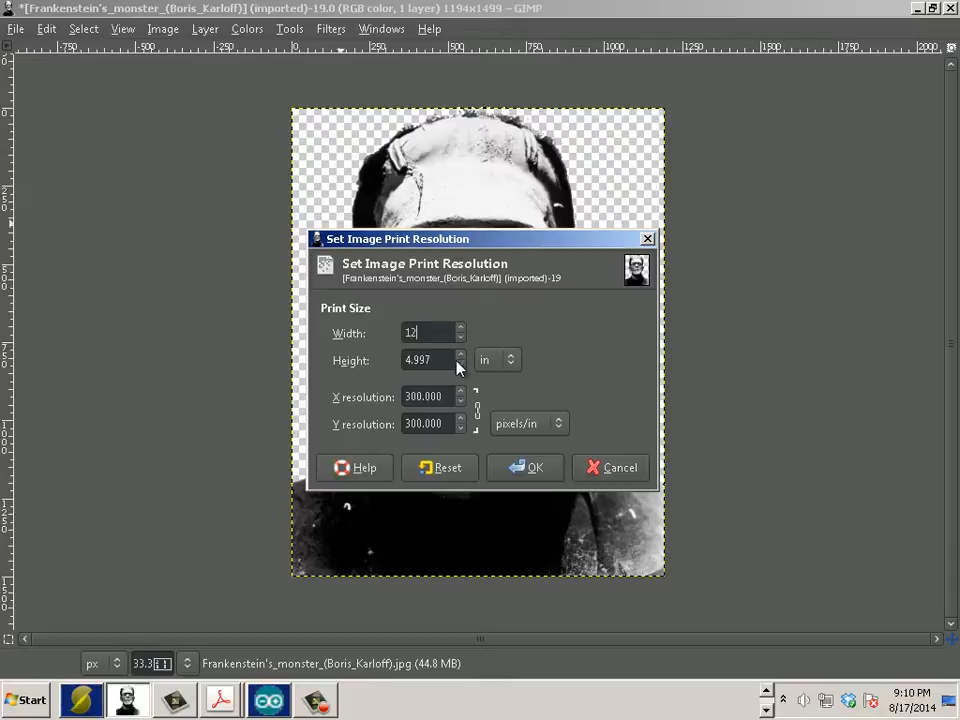 *[Frankenstein's_monster_(Boris_Karloff)] (imported)-19.0 (RGB color, 1 layer) 1194x1499 – GIMP
File Edit Select View Image Layer Colors Tools Filters Windows Help
-750 -500 -250 0 250 500 750 1000 1250 1500 1750 2000
Set Image Print Resolution
Set Image Print Resolution
[Frankenstein's_monster_(Boris_Karloff)] (imported)-19
Print Size
Width: 12
Height: 4.997 in
X resolution: 300.000
Y resolution: 300.000 pixels/in
Help Reset OK Cancel
px 33.3 Frankenstein's_monster_(Boris_Karloff).jpg (44.8 MB)
Start
9:10 PM
8/17/2014